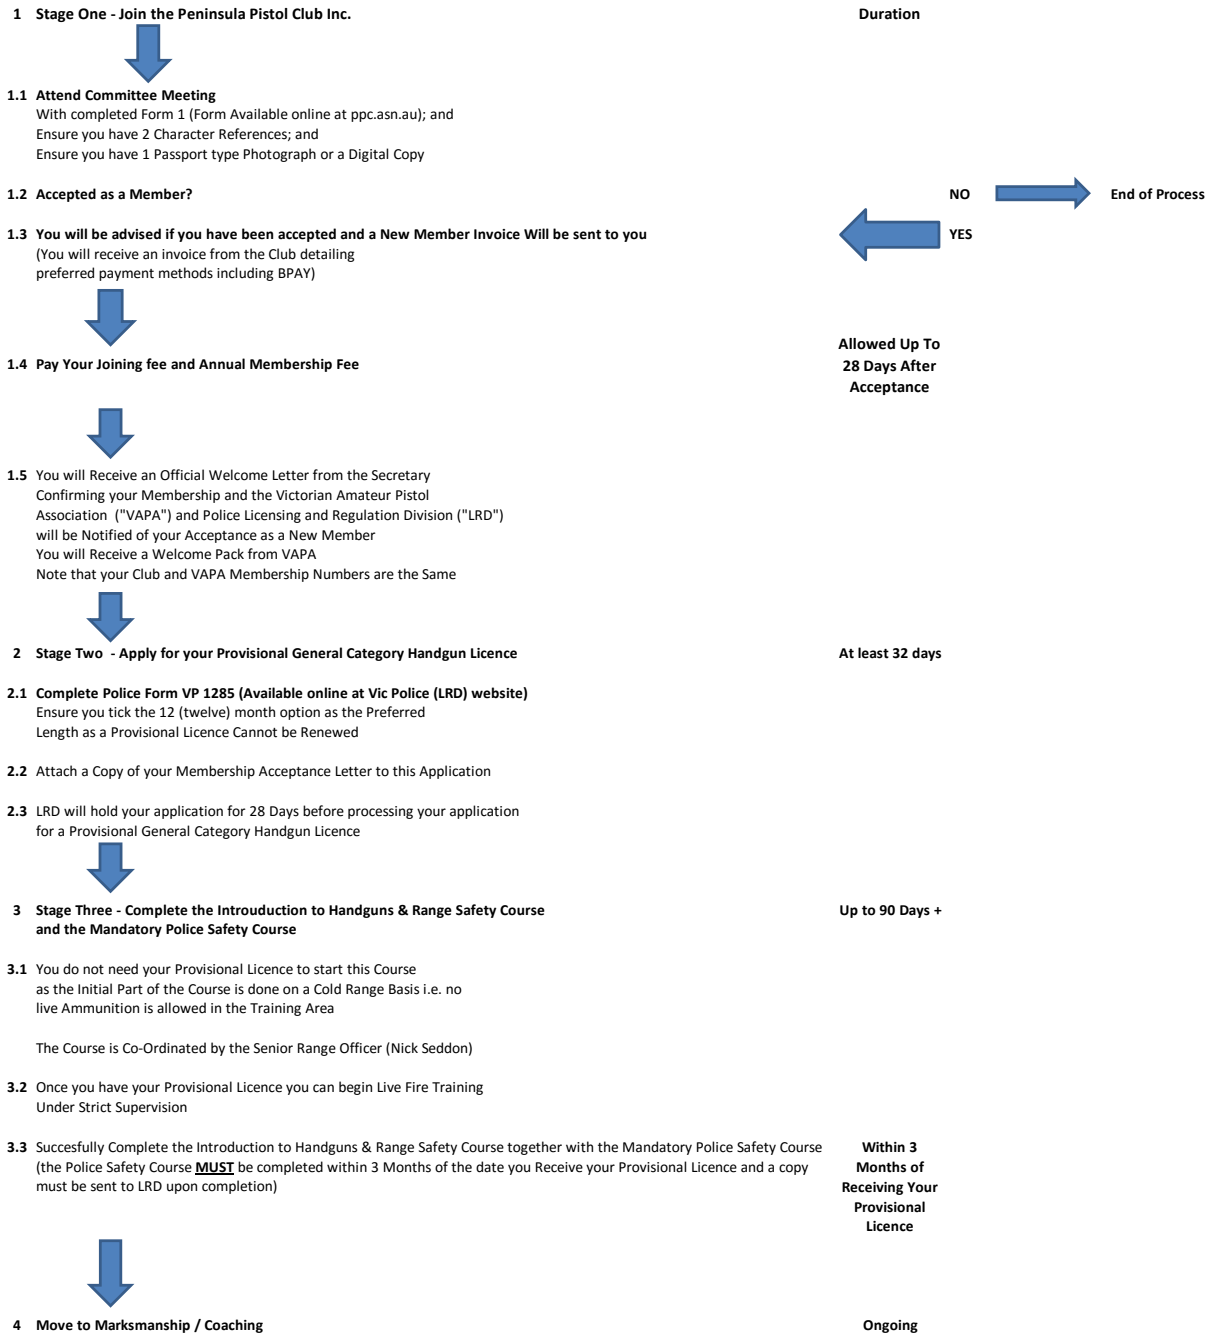 1 Stage One - Join the Peninsula Pistol Club Inc. Duration
1.1 Attend Committee Meeting
With completed Form 1 (Form Available online at ppc.asn.au); and
Ensure you have 2 Character References; and
Ensure you have 1 Passport type Photograph or a Digital Copy
1.2 Accepted as a Member? NO End of Process
1.3 You will be advised if you have been accepted and a New Member Invoice Will be sent to you YES
(You will receive an invoice from the Club detailing
preferred payment methods including BPAY)
Allowed Up To
1.4 Pay Your Joining fee and Annual Membership Fee 28 Days After
Acceptance
1.5 You will Receive an Official Welcome Letter from the Secretary
Confirming your Membership and the Victorian Amateur Pistol
Association ("VAPA") and Police Licensing and Regulation Division ("LRD")
will be Notified of your Acceptance as a New Member
You will Receive a Welcome Pack from VAPA
Note that your Club and VAPA Membership Numbers are the Same
2 Stage Two - Apply for your Provisional General Category Handgun Licence At least 32 days
2.1 Complete Police Form VP 1285 (Available online at Vic Police (LRD) website)
Ensure you tick the 12 (twelve) month option as the Preferred
Length as a Provisional Licence Cannot be Renewed
2.2 Attach a Copy of your Membership Acceptance Letter to this Application
2.3 LRD will hold your application for 28 Days before processing your application
for a Provisional General Category Handgun Licence
3 Stage Three - Complete the Introuduction to Handguns & Range Safety Course Up to 90 Days +
and the Mandatory Police Safety Course
3.1 You do not need your Provisional Licence to start this Course
as the Initial Part of the Course is done on a Cold Range Basis i.e. no
live Ammunition is allowed in the Training Area
The Course is Co-Ordinated by the Senior Range Officer (Nick Seddon)
3.2 Once you have your Provisional Licence you can begin Live Fire Training
Under Strict Supervision
3.3 Succesfully Complete the Introduction to Handguns & Range Safety Course together with the Mandatory Police Safety Course Within 3
(the Police Safety Course MUST be completed within 3 Months of the date you Receive your Provisional Licence and a copy Months of
must be sent to LRD upon completion) Receiving Your
Provisional
Licence
4 Move to Marksmanship / Coaching Ongoing